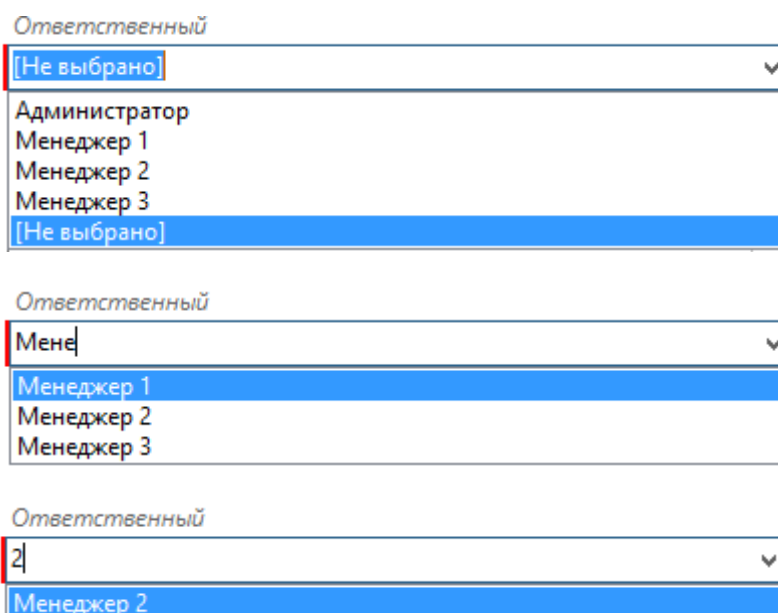 Ответственный
[Не выбрано]
Администратор
Менеджер 1
Менеджер 2
Менеджер 3
[Не выбрано]
Ответственный
Мене
Менеджер 1
Менеджер 2
Менеджер 3
Ответственный
2
Менеджер 2